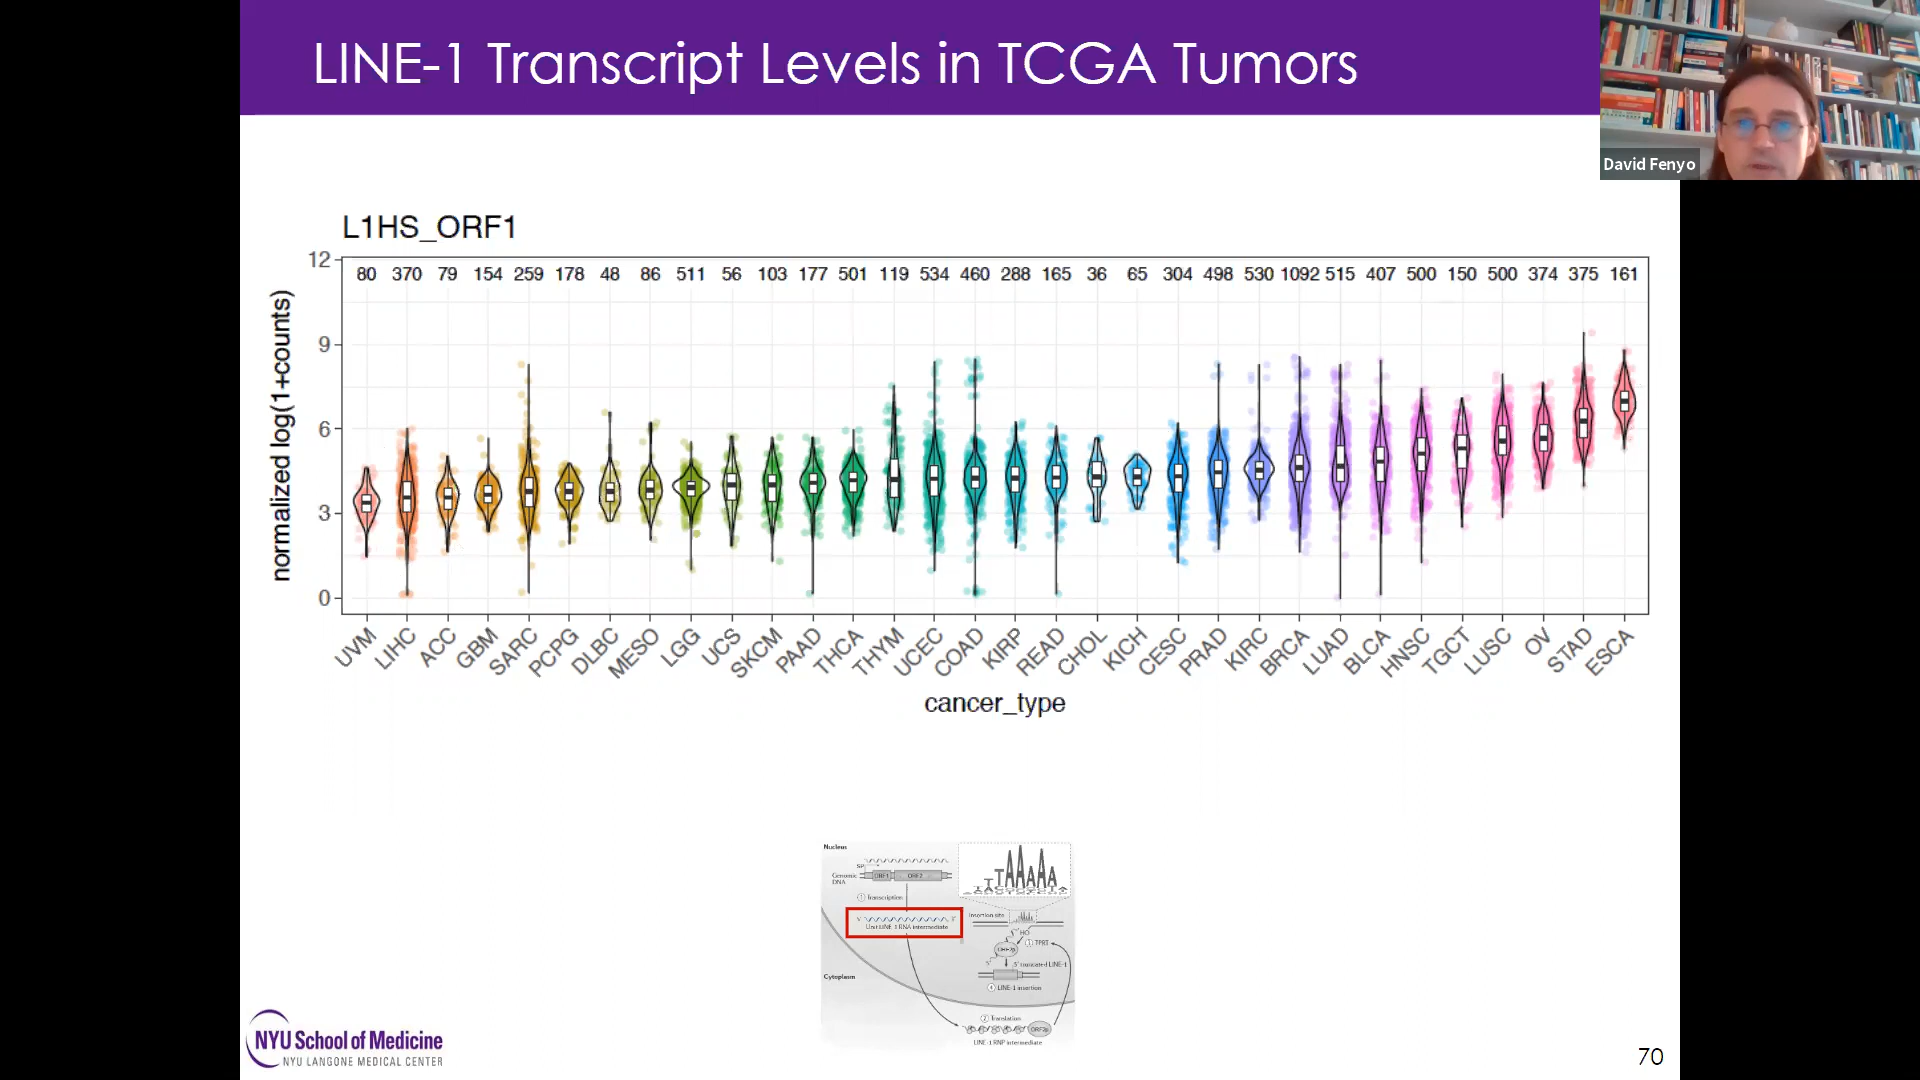 LINE-1 Transcript Levels in TCGA Tumors
David Fenyo
L1HS_ORF1
12
9
6
3
0
normalized log(1+counts)
80 370 79 154 259 178 48 86 511 56 103 177 501 119 534 460 288 165 36 65 304 498 530 1092 515 407 500 150 500 374 375 161
UVM LIHC ACC GBM SARC PCPG DLBC MESO LGG UCS SKCM PAAD THCA THYM UCEC COAD KIRP READ CHOL KICH CESC PRAD KIRC BRCA LUAD BLCA HNSC TGCT LUSC OV STAD ESCA
cancer_type
Nucleus
Genomic
DNA
ORF1 ORF2
1 Transcription
LINE-1 RNA intermediate
Insertion site
HO
ORF2p
TPRT
5' truncated LINE-1
4 LINE-1 insertion
Cytoplasm
2 Translation
ORF2p
LINE-1 RNP intermediate
NYU School of Medicine
NYU LANGONE MEDICAL CENTER
70